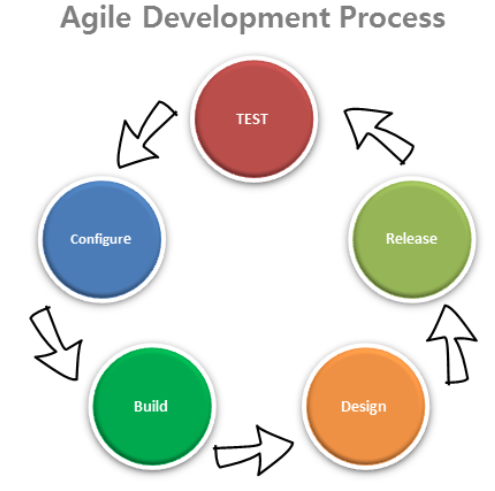 Agile Development Process
TEST
Configure
Release
Build
Design